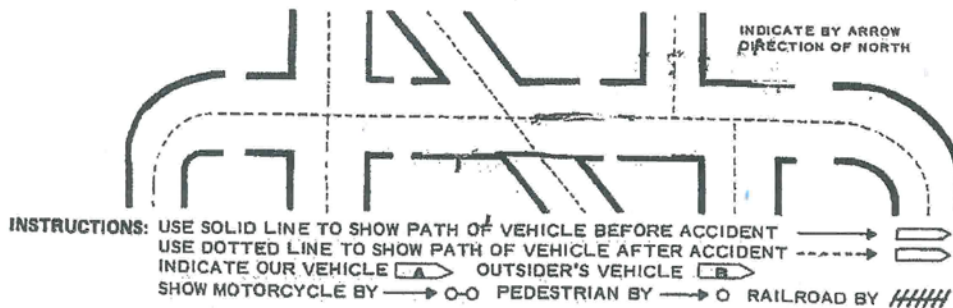 INDICATE BY ARROW
DIRECTION OF NORTH
INSTRUCTIONS: USE SOLID LINE TO SHOW PATH OF VEHICLE BEFORE ACCIDENT
USE DOTTED LINE TO SHOW PATH OF VEHICLE AFTER ACCIDENT
INDICATE OUR VEHICLE A OUTSIDER'S VEHICLE B
SHOW MOTORCYCLE BY PEDESTRIAN BY RAILROAD BY